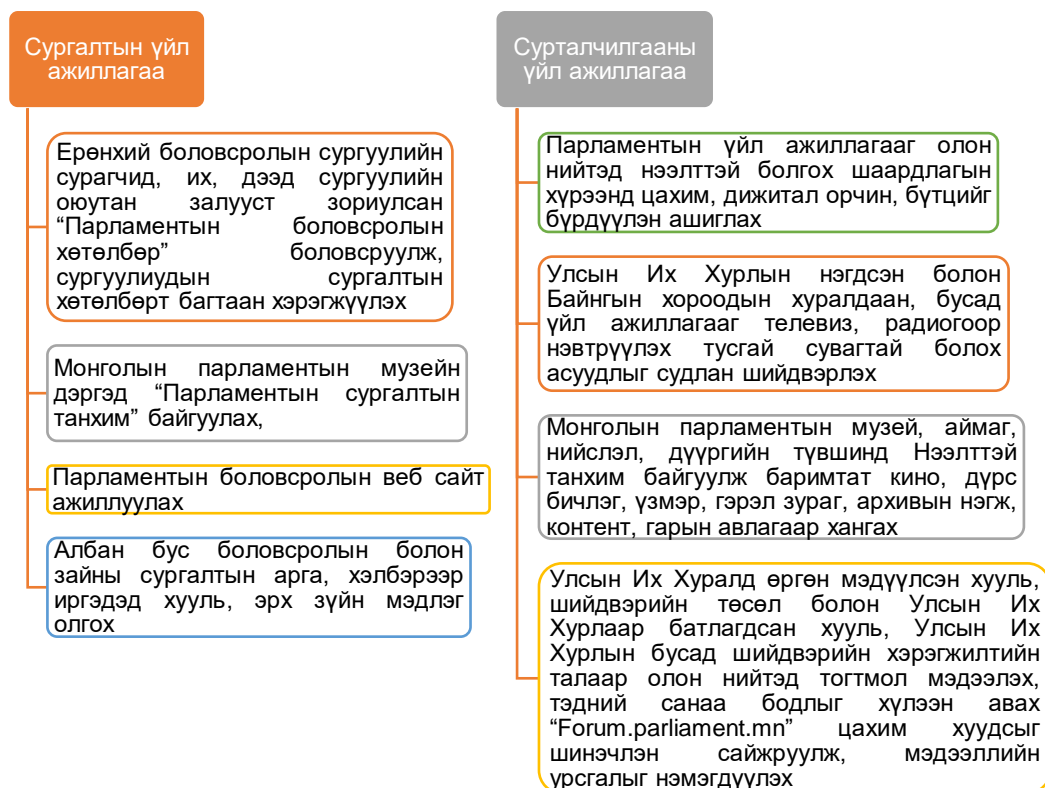 Сургалтын үйл
ажиллагаа
Ерөнхий боловсролын сургуулийн
сурагчид, их, дээд сургуулийн
оюутан залууст зориулсан
“Парламентын боловсролын
хөтөлбөр” боловсруулж,
сургуулиудын сургалтын
хөтөлбөрт багтаан хэрэгжүүлэх
Монголын парламентын музейн
дэргэд “Парламентын сургалтын
танхим” байгуулах,
Парламентын боловсролын веб сайт
ажиллуулах
Албан бус боловсролын болон
зайны сургалтын арга, хэлбэрээр
иргэдэд хууль, эрх зүйн мэдлэг
олгох
Сурталчилгааны
үйл ажиллагаа
Парламентын үйл ажиллагааг олон
нийтэд нээлттэй болгох шаардлагын
хүрээнд цахим, дижитал орчин, бүтцийг
бүрдүүлэн ашиглах
Улсын Их Хурлын нэгдсэн болон
Байнгын хороодын хуралдаан, бусад
үйл ажиллагааг телевиз, радиогоор
нэвтрүүлэх тусгай сувагтай болох
асуудлыг судлан шийдвэрлэх
Монголын парламентын музей, аймаг,
нийслэл, дүүргийн түвшинд Нээлттэй
танхим байгуулж баримтат кино, дүрс
бичлэг, үзмэр, гэрэл зураг, архивын нэгж,
контент, гарын авлагаар хангах
Улсын Их Хуралд өргөн мэдүүлсэн хууль,
шийдвэрийн төсөл болон Улсын Их
Хурлаар батлагдсан хууль, Улсын Их
Хурлын бусад шийдвэрийн хэрэгжилтийн
талаар олон нийтэд тогтмол мэдээлэх,
тэдний санаа бодлыг хүлээн авах
“Forum.parliament.mn” цахим хуудсыг
шинэчлэн сайжруулж, мэдээллийн
урсгалыг нэмэгдүүлэх